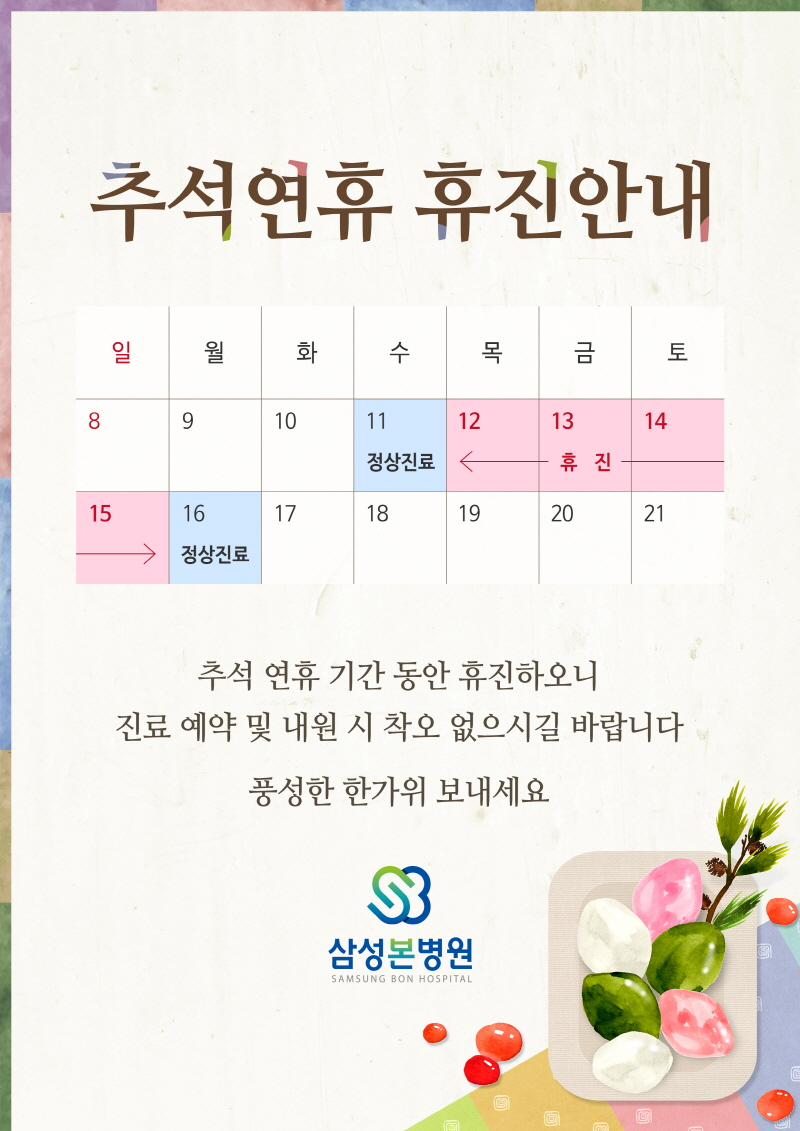 추석연휴 휴진안내
일 월 화 수 목 금 토
8 9 10 11 12 13 14
정상진료 휴 진
15 16 17 18 19 20 21
정상진료
추석 연휴 기간 동안 휴진하오니
진료 예약 및 내원 시 착오 없으시길 바랍니다
풍성한 한가위 보내세요
삼성본병원
SAMSUNG BON HOSPITAL